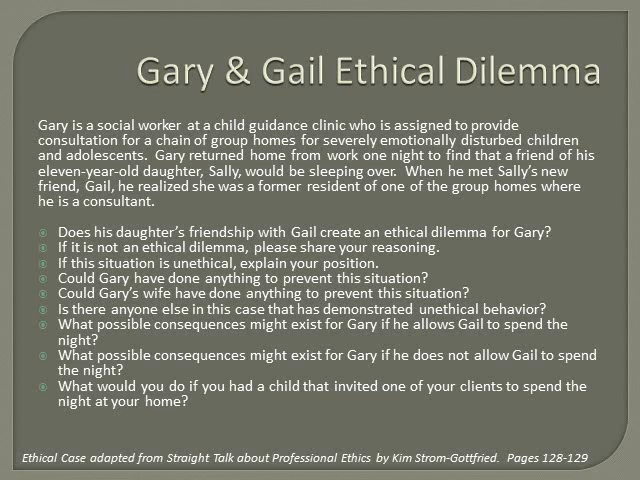 Gary & Gail Ethical Dilemma
Gary is a social worker at a child guidance clinic who is assigned to provide
consultation for a chain of group homes for severely emotionally disturbed children
and adolescents.  Gary returned home from work one night to find that a friend of his
eleven-year-old daughter, Sally, would be sleeping over.  When he met Sally's new
friend, Gail, he realized she was a former resident of one of the group homes where
he is a consultant.
Does his daughter's friendship with Gail create an ethical dilemma for Gary?
If it is not an ethical dilemma, please share your reasoning.
If this situation is unethical, explain your position.
Could Gary have done anything to prevent this situation?
Could Gary's wife have done anything to prevent this situation?
Is there anyone else in this case that has demonstrated unethical behavior?
What possible consequences might exist for Gary if he allows Gail to spend the
night?
What possible consequences might exist for Gary if he does not allow Gail to spend
the night?
What would you do if you had a child that invited one of your clients to spend the
night at your home?
Ethical Case adapted from Straight Talk about Professional Ethics by Kim Strom-Gottfried.  Pages 128-129